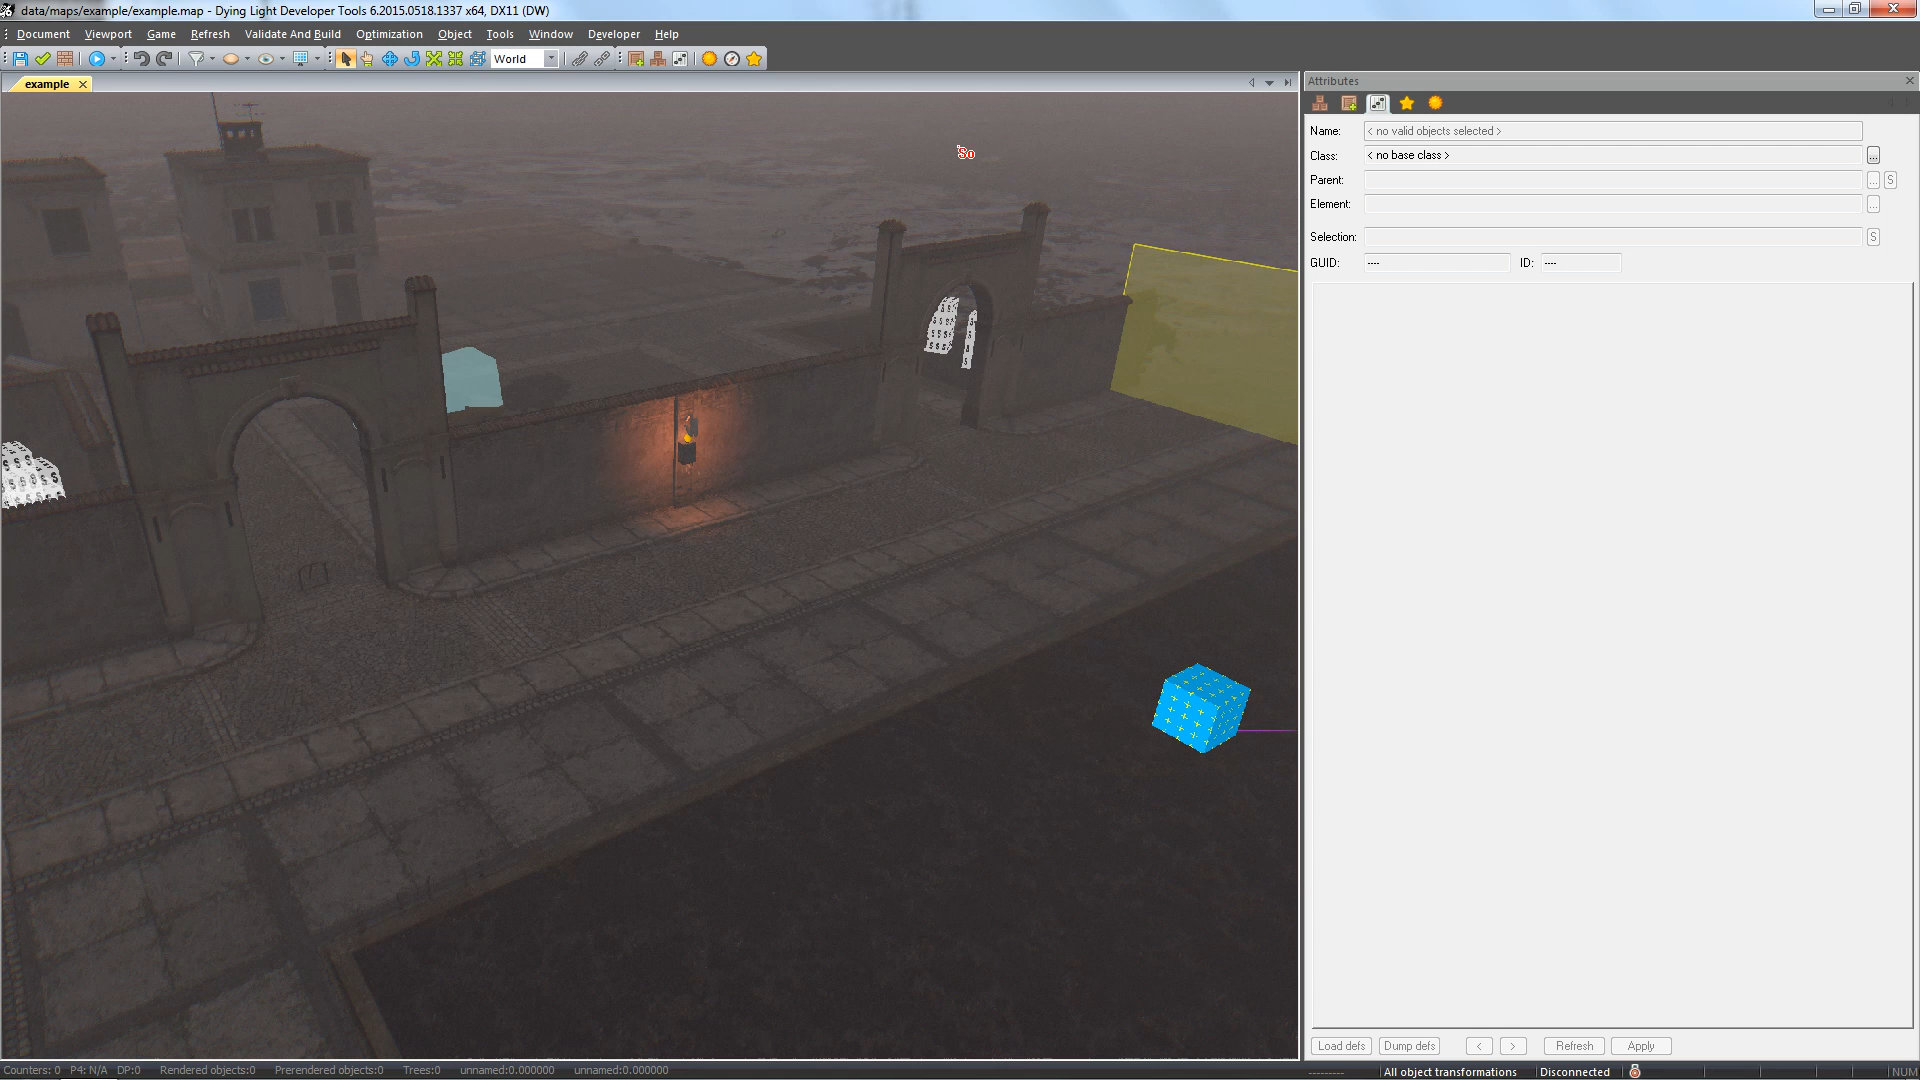 data/maps/example/example.map - Dying Light Developer Tools 6.2015.0518.1337 x64, DX11 (DW)
Document Viewport Game Refresh Validate And Build Optimization Object Tools Window Developer Help
World
example
Attributes
So
Name: < no valid objects selected >
Class: < no base class > ...
Parent: ... S
Element: ...
Selection: S
GUID: ---- ID: ----
Load defs Dump defs < > Refresh Apply
Counters: 0 P4: N/A DP:0 Rendered objects:0 Prerendered objects:0 Trees:0 unnamed:0.000000 unnamed:0.000000 --------- All object transformations Disconnected NUM